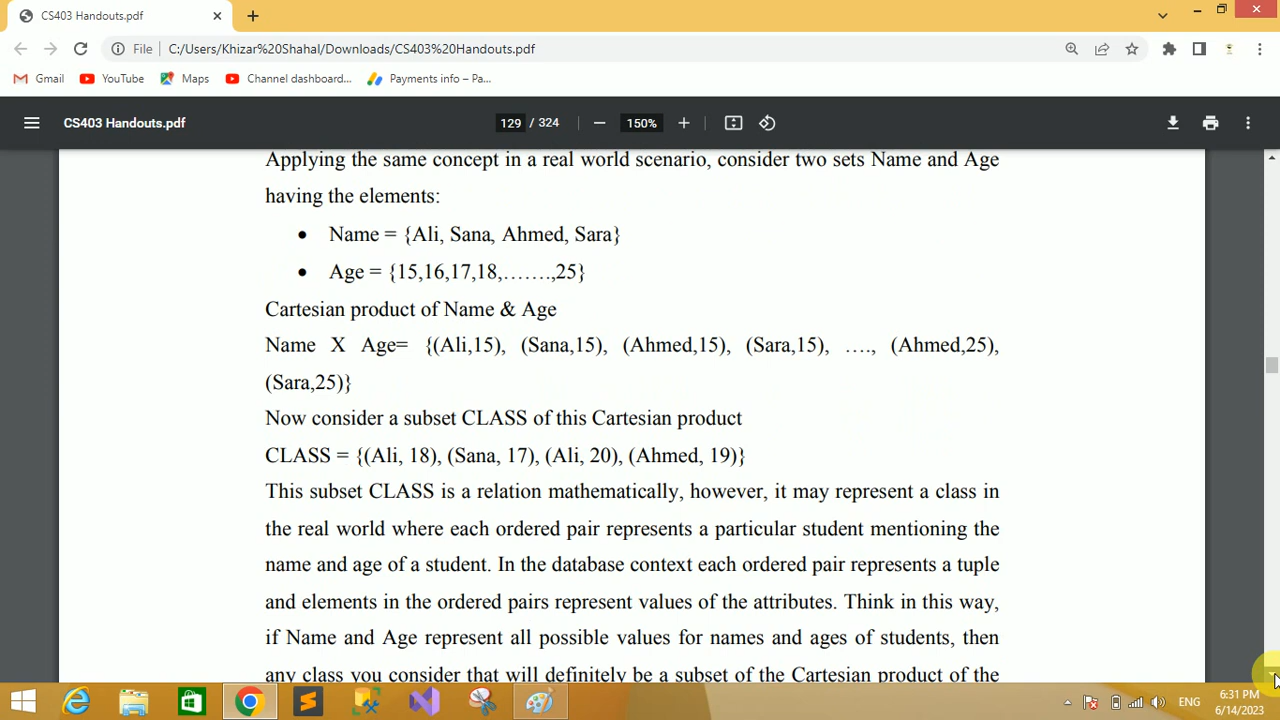 CS403 Handouts.pdf
File C:/Users/Khizar%20Shahal/Downloads/CS403%20Handouts.pdf
Gmail YouTube Maps Channel dashboard... Payments info – Pa...
CS403 Handouts.pdf 129 / 324 150%
Applying the same concept in a real world scenario, consider two sets Name and Age
having the elements:
• Name = {Ali, Sana, Ahmed, Sara}
• Age = {15,16,17,18,…….,25}
Cartesian product of Name & Age
Name X Age= {(Ali,15), (Sana,15), (Ahmed,15), (Sara,15), …., (Ahmed,25),
(Sara,25)}
Now consider a subset CLASS of this Cartesian product
CLASS = {(Ali, 18), (Sana, 17), (Ali, 20), (Ahmed, 19)}
This subset CLASS is a relation mathematically, however, it may represent a class in
the real world where each ordered pair represents a particular student mentioning the
name and age of a student. In the database context each ordered pair represents a tuple
and elements in the ordered pairs represent values of the attributes. Think in this way,
if Name and Age represent all possible values for names and ages of students, then
any class you consider that will definitely be a subset of the Cartesian product of the
ENG
6:31 PM
6/14/2023